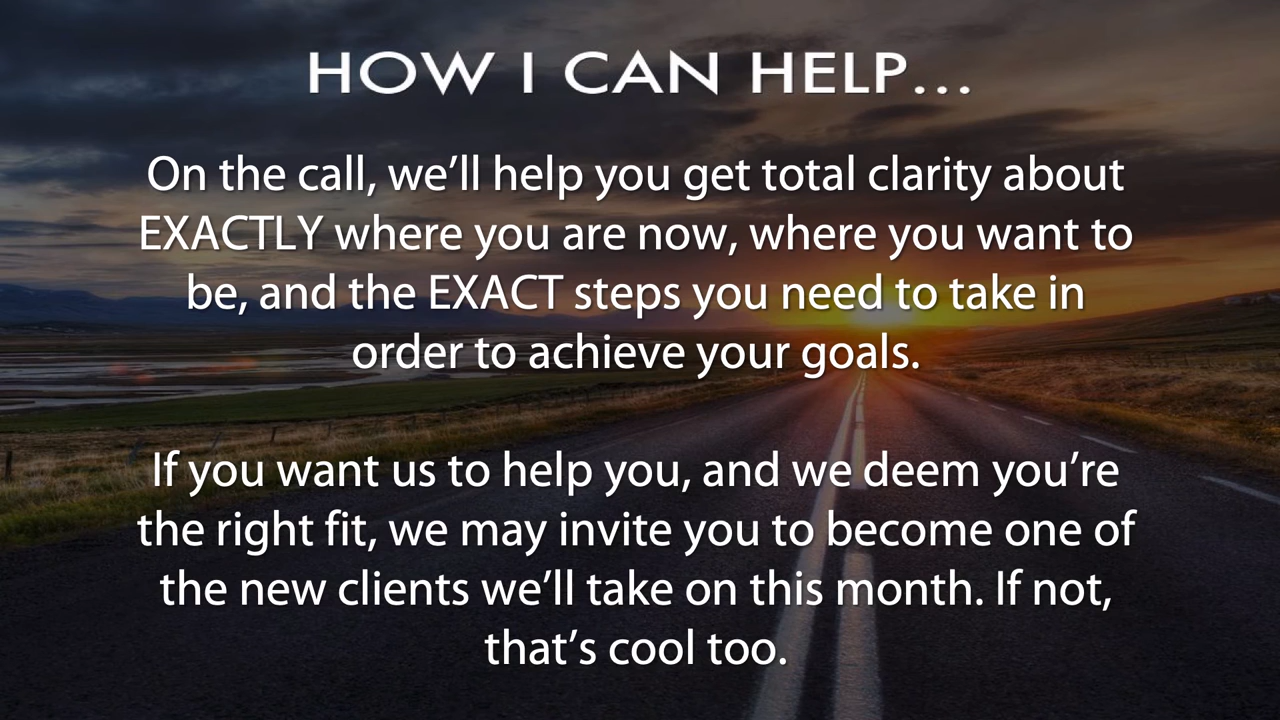 HOW I CAN HELP...
On the call, we’ll help you get total clarity about
EXACTLY where you are now, where you want to
be, and the EXACT steps you need to take in
order to achieve your goals.
If you want us to help you, and we deem you’re
the right fit, we may invite you to become one of
the new clients we’ll take on this month. If not,
that’s cool too.